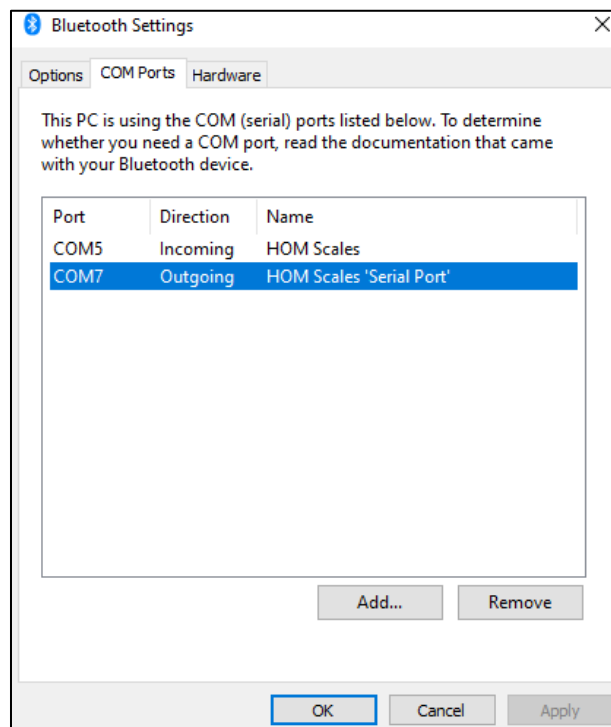 Bluetooth Settings
Options COM Ports Hardware
This PC is using the COM (serial) ports listed below. To determine
whether you need a COM port, read the documentation that came
with your Bluetooth device.
Port Direction Name
COM5 Incoming HOM Scales
COM7 Outgoing HOM Scales 'Serial Port'
Add... Remove
OK Cancel Apply